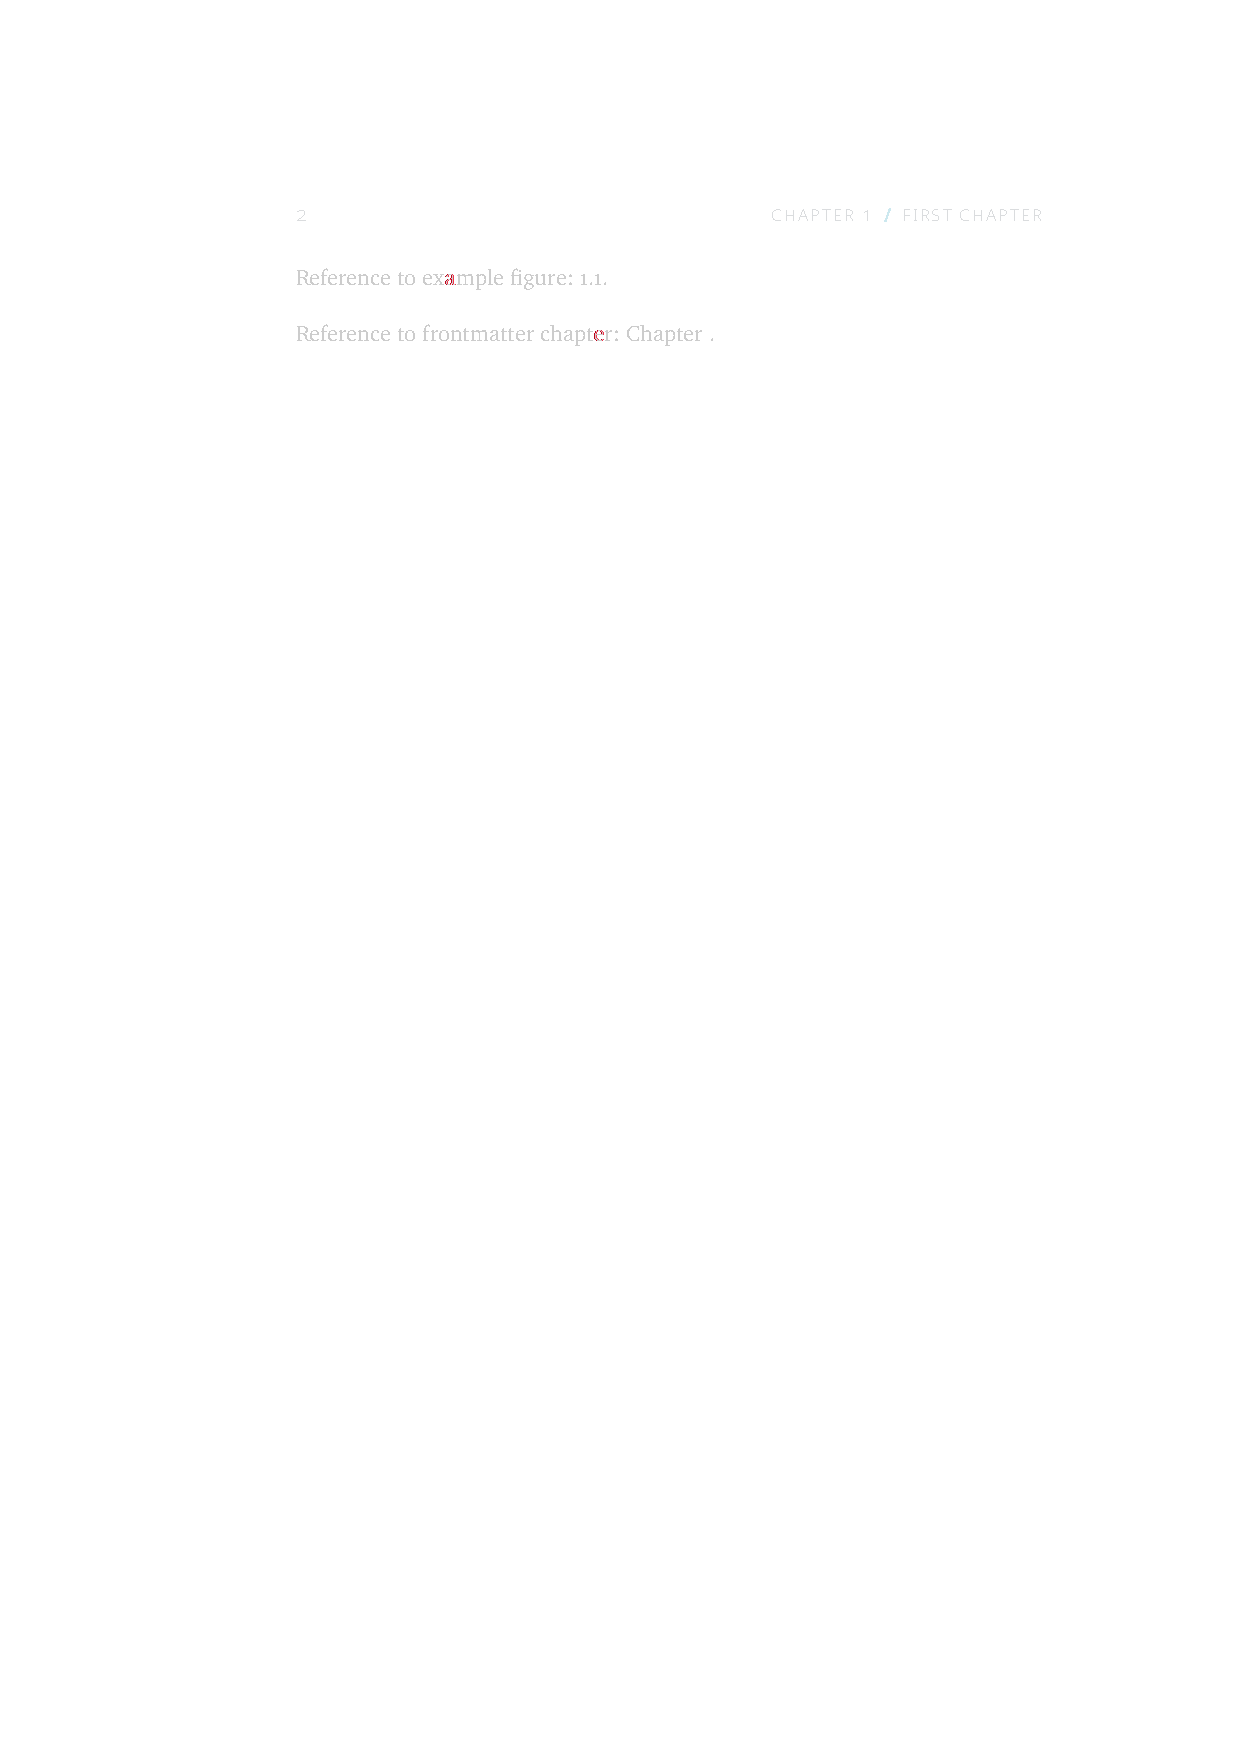 2 CHAPTER 1 / FIRST CHAPTER
Reference to example figure: 1.1.
Reference to frontmatter chapter: Chapter .